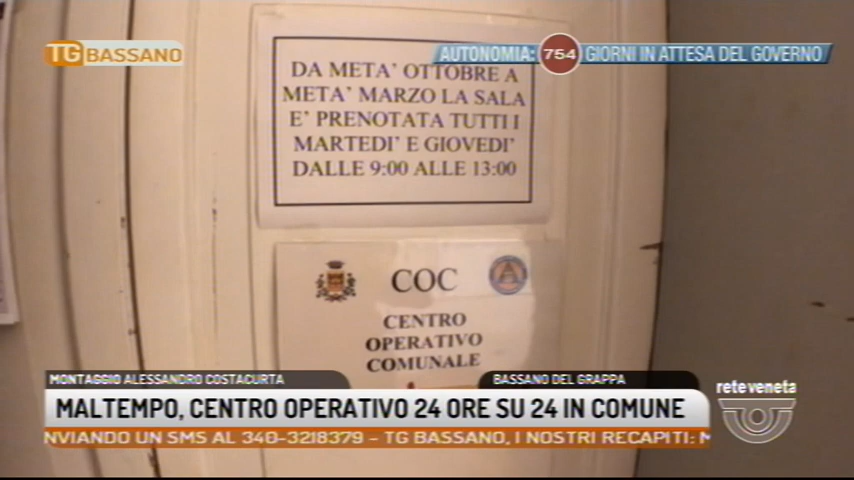 TG BASSANO
AUTONOMIA: 754 GIORNI IN ATTESA DEL GOVERNO
DA META' OTTOBRE A
META' MARZO LA SALA
E' PRENOTATA TUTTI I
MARTEDI' E GIOVEDI'
DALLE 9:00 ALLE 13:00
COC
CENTRO
OPERATIVO
COMUNALE
MONTAGGIO ALESSANDRO COSTACURTA
BASSANO DEL GRAPPA
reteveneta
MALTEMPO, CENTRO OPERATIVO 24 ORE SU 24 IN COMUNE
NVIANDO UN SMS AL 340-3218379 - TG BASSANO, I NOSTRI RECAPITI: